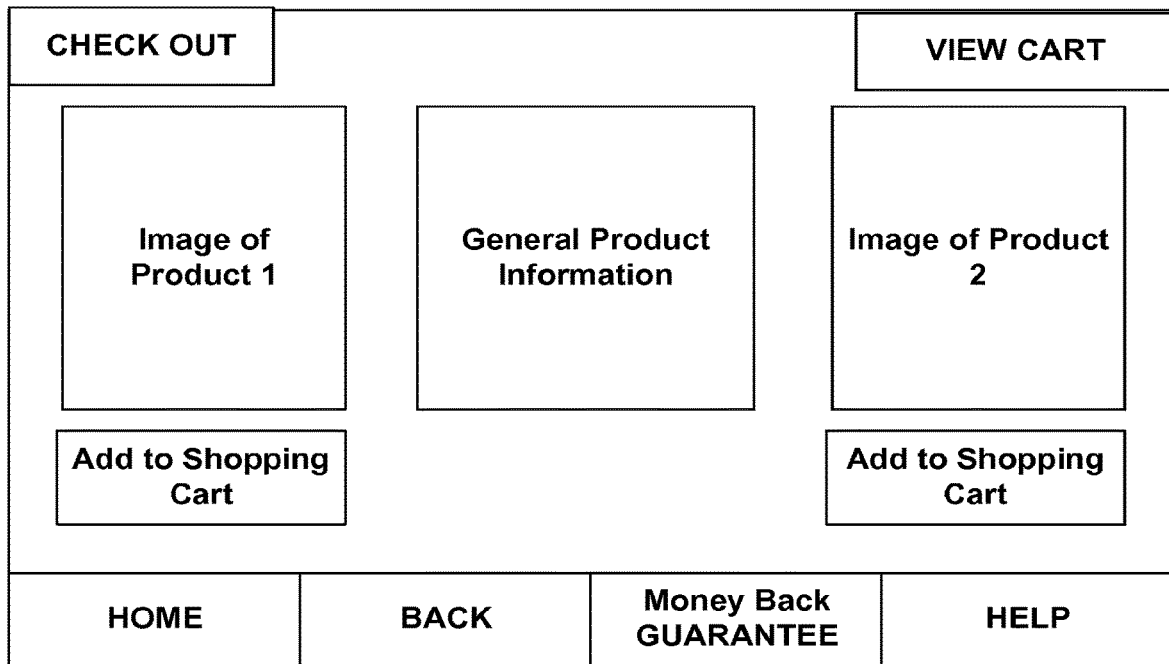 CHECK OUT
VIEW CART
Image of
Product 1
General Product
Information
Image of Product
2
Add to Shopping
Cart
Add to Shopping
Cart
HOME
BACK
Money Back
GUARANTEE
HELP